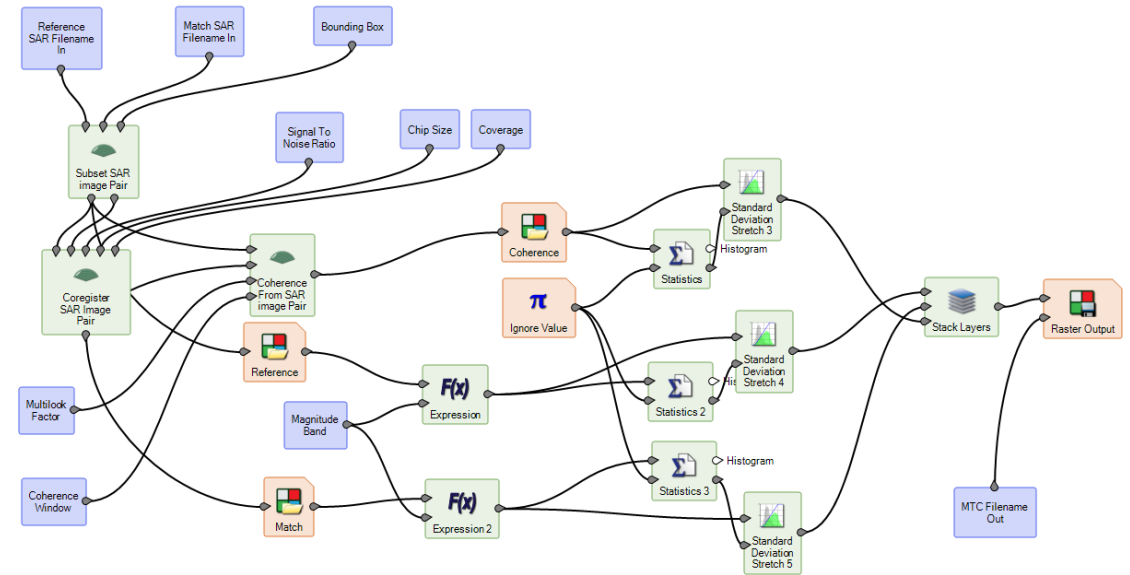 Reference
SAR Filename
In
Match SAR
Filename In
Bounding Box
Signal To
Noise Ratio
Chip Size
Coverage
Subset SAR
image Pair
Standard
Deviation
Stretch 3
Coherence
Histogram
Statistics
Coregister
SAR Image
Pair
Coherence
From SAR
image Pair
π
Ignore Value
Stack Layers
Raster Output
Reference
Standard
Deviation
Stretch 4
F(x)
Expression
Statistics 2
Multilook
Factor
Magnitude
Band
Histogram
Statistics 3
Coherence
Window
Match
F(x)
Expression 2
MTC Filename
Out
Standard
Deviation
Stretch 5